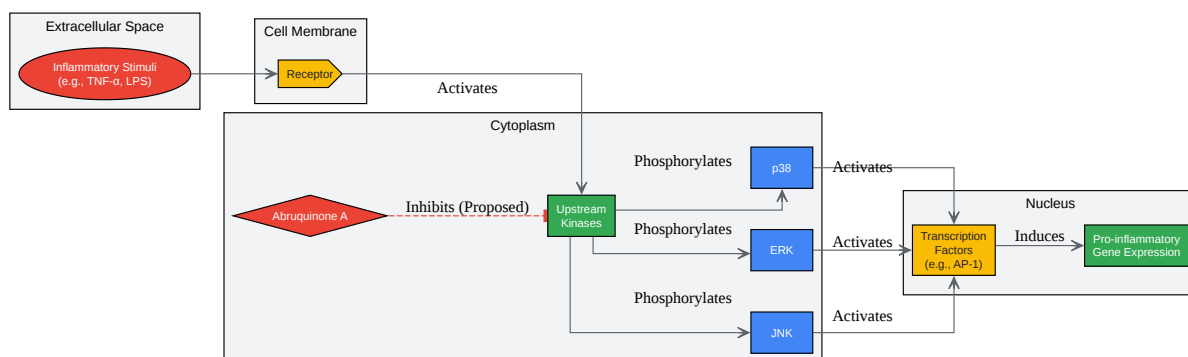 Extracellular Space
Inflammatory Stimuli
(e.g., TNF-α, LPS)
Cell Membrane
Receptor
Activates
Cytoplasm
Abruquinone A
Inhibits (Proposed)
Upstream
Kinases
Phosphorylates
p38
Activates
Phosphorylates
ERK
Activates
Phosphorylates
JNK
Activates
Nucleus
Transcription
Factors
(e.g., AP-1)
Induces
Pro-inflammatory
Gene Expression